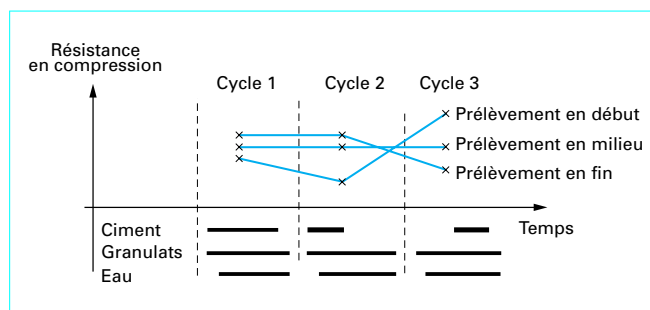 Résistance
en compression
Cycle 1
Cycle 2
Cycle 3
Prélèvement en début
Prélèvement en milieu
Prélèvement en fin
Temps
Ciment
Granulats
Eau